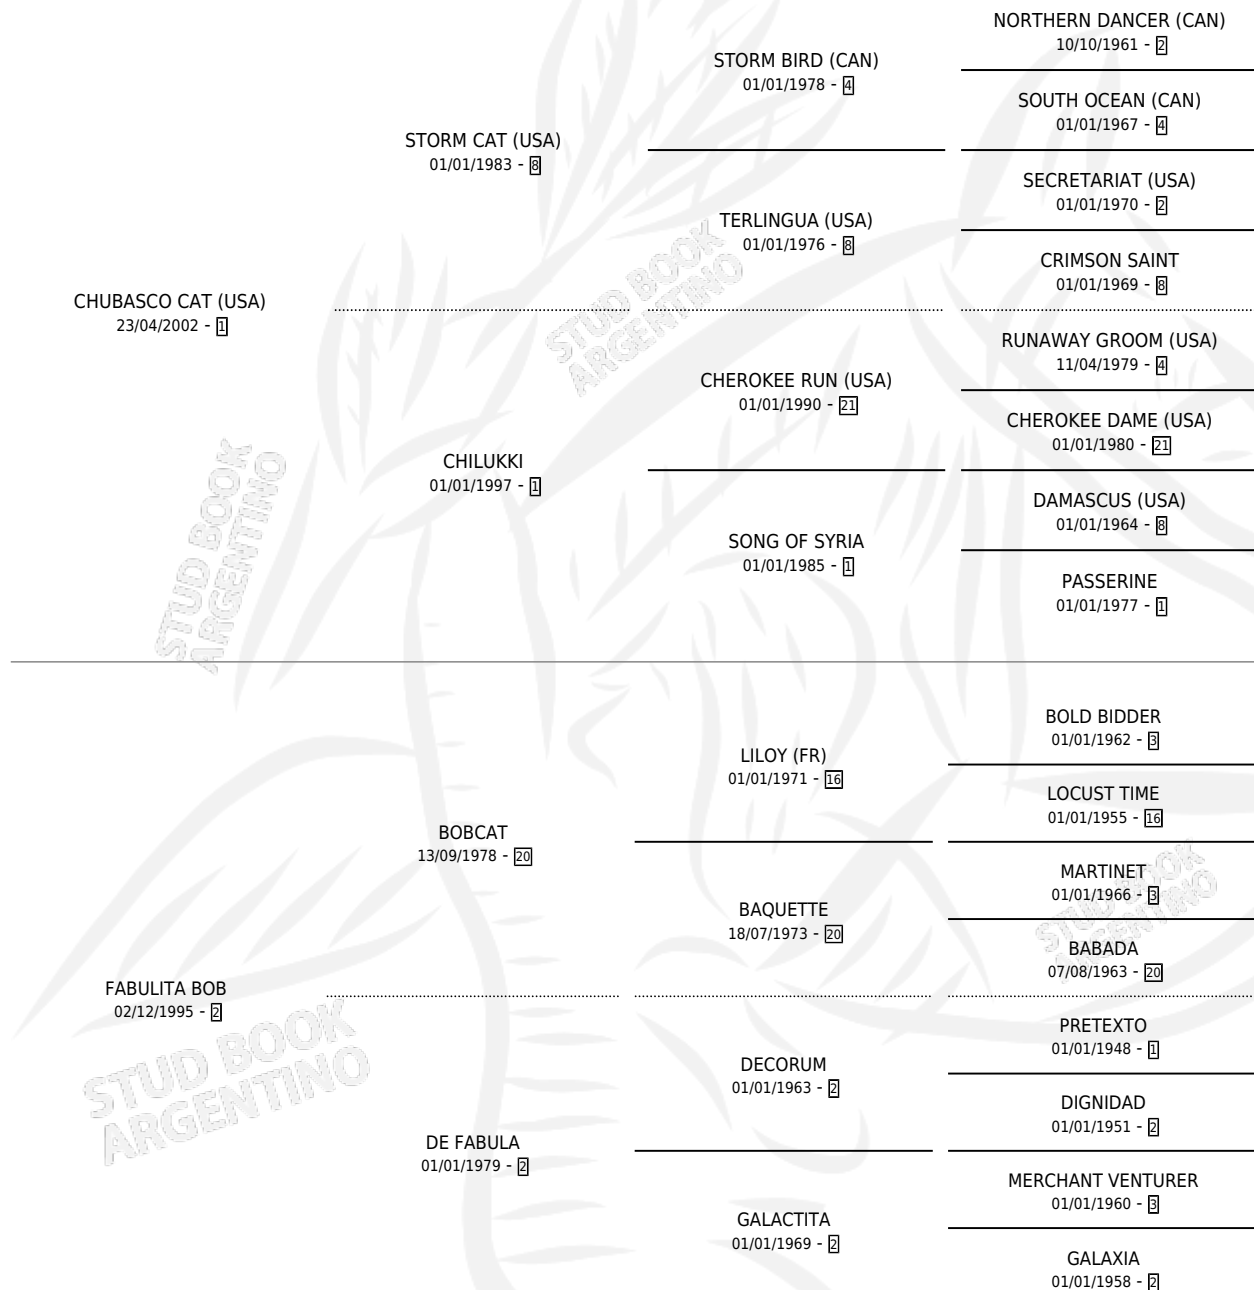 NORTHERN DANCER (CAN)
10/10/1961 - 2
STORM BIRD (CAN)
01/01/1978 - 4
SOUTH OCEAN (CAN)
01/01/1967 - 4
STORM CAT (USA)
01/01/1983 - 8
SECRETARIAT (USA)
01/01/1970 - 2
TERLINGUA (USA)
01/01/1976 - 8
CRIMSON SAINT
01/01/1969 - 8
CHUBASCO CAT (USA)
23/04/2002 - 1
RUNAWAY GROOM (USA)
11/04/1979 - 4
CHEROKEE RUN (USA)
01/01/1990 - 21
CHEROKEE DAME (USA)
01/01/1980 - 21
CHILUKKI
01/01/1997 - 1
DAMASCUS (USA)
01/01/1964 - 8
SONG OF SYRIA
01/01/1985 - 1
PASSERINE
01/01/1977 - 1
BOLD BIDDER
01/01/1962 - 3
LILOY (FR)
01/01/1971 - 16
LOCUST TIME
01/01/1955 - 16
BOBCAT
13/09/1978 - 20
MARTINET
01/01/1966 - 3
BAQUETTE
18/07/1973 - 20
BABADA
07/08/1963 - 20
FABULITA BOB
02/12/1995 - 2
PRETEXTO
01/01/1948 - 1
DECORUM
01/01/1963 - 2
DIGNIDAD
01/01/1951 - 2
DE FABULA
01/01/1979 - 2
MERCHANT VENTURER
01/01/1960 - 3
GALACTITA
01/01/1969 - 2
GALAXIA
01/01/1958 - 2
STUD BOOK
ARGENTINO
STUD BOOK
ARGENTINO
STUD BOOK
ARGENTINO
STUD BOOK
ARGENTINO